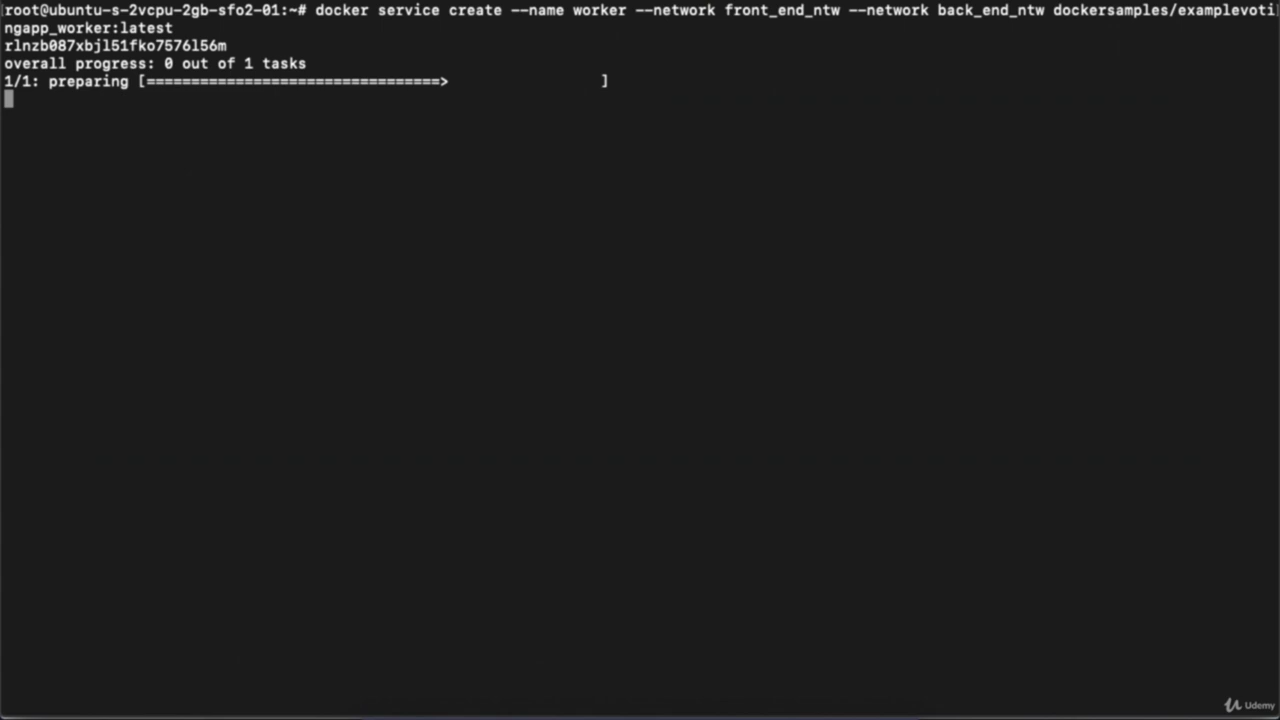 root@ubuntu-s-2vcpu-2gb-sfo2-01:~# docker service create --name worker --network front_end_ntw --network back_end_ntw dockersamples/examplevoti
ngapp_worker:latest
rlnzb087xbjl51fko7576l56m
overall progress: 0 out of 1 tasks
1/1: preparing [=================================>                 ]
Udemy